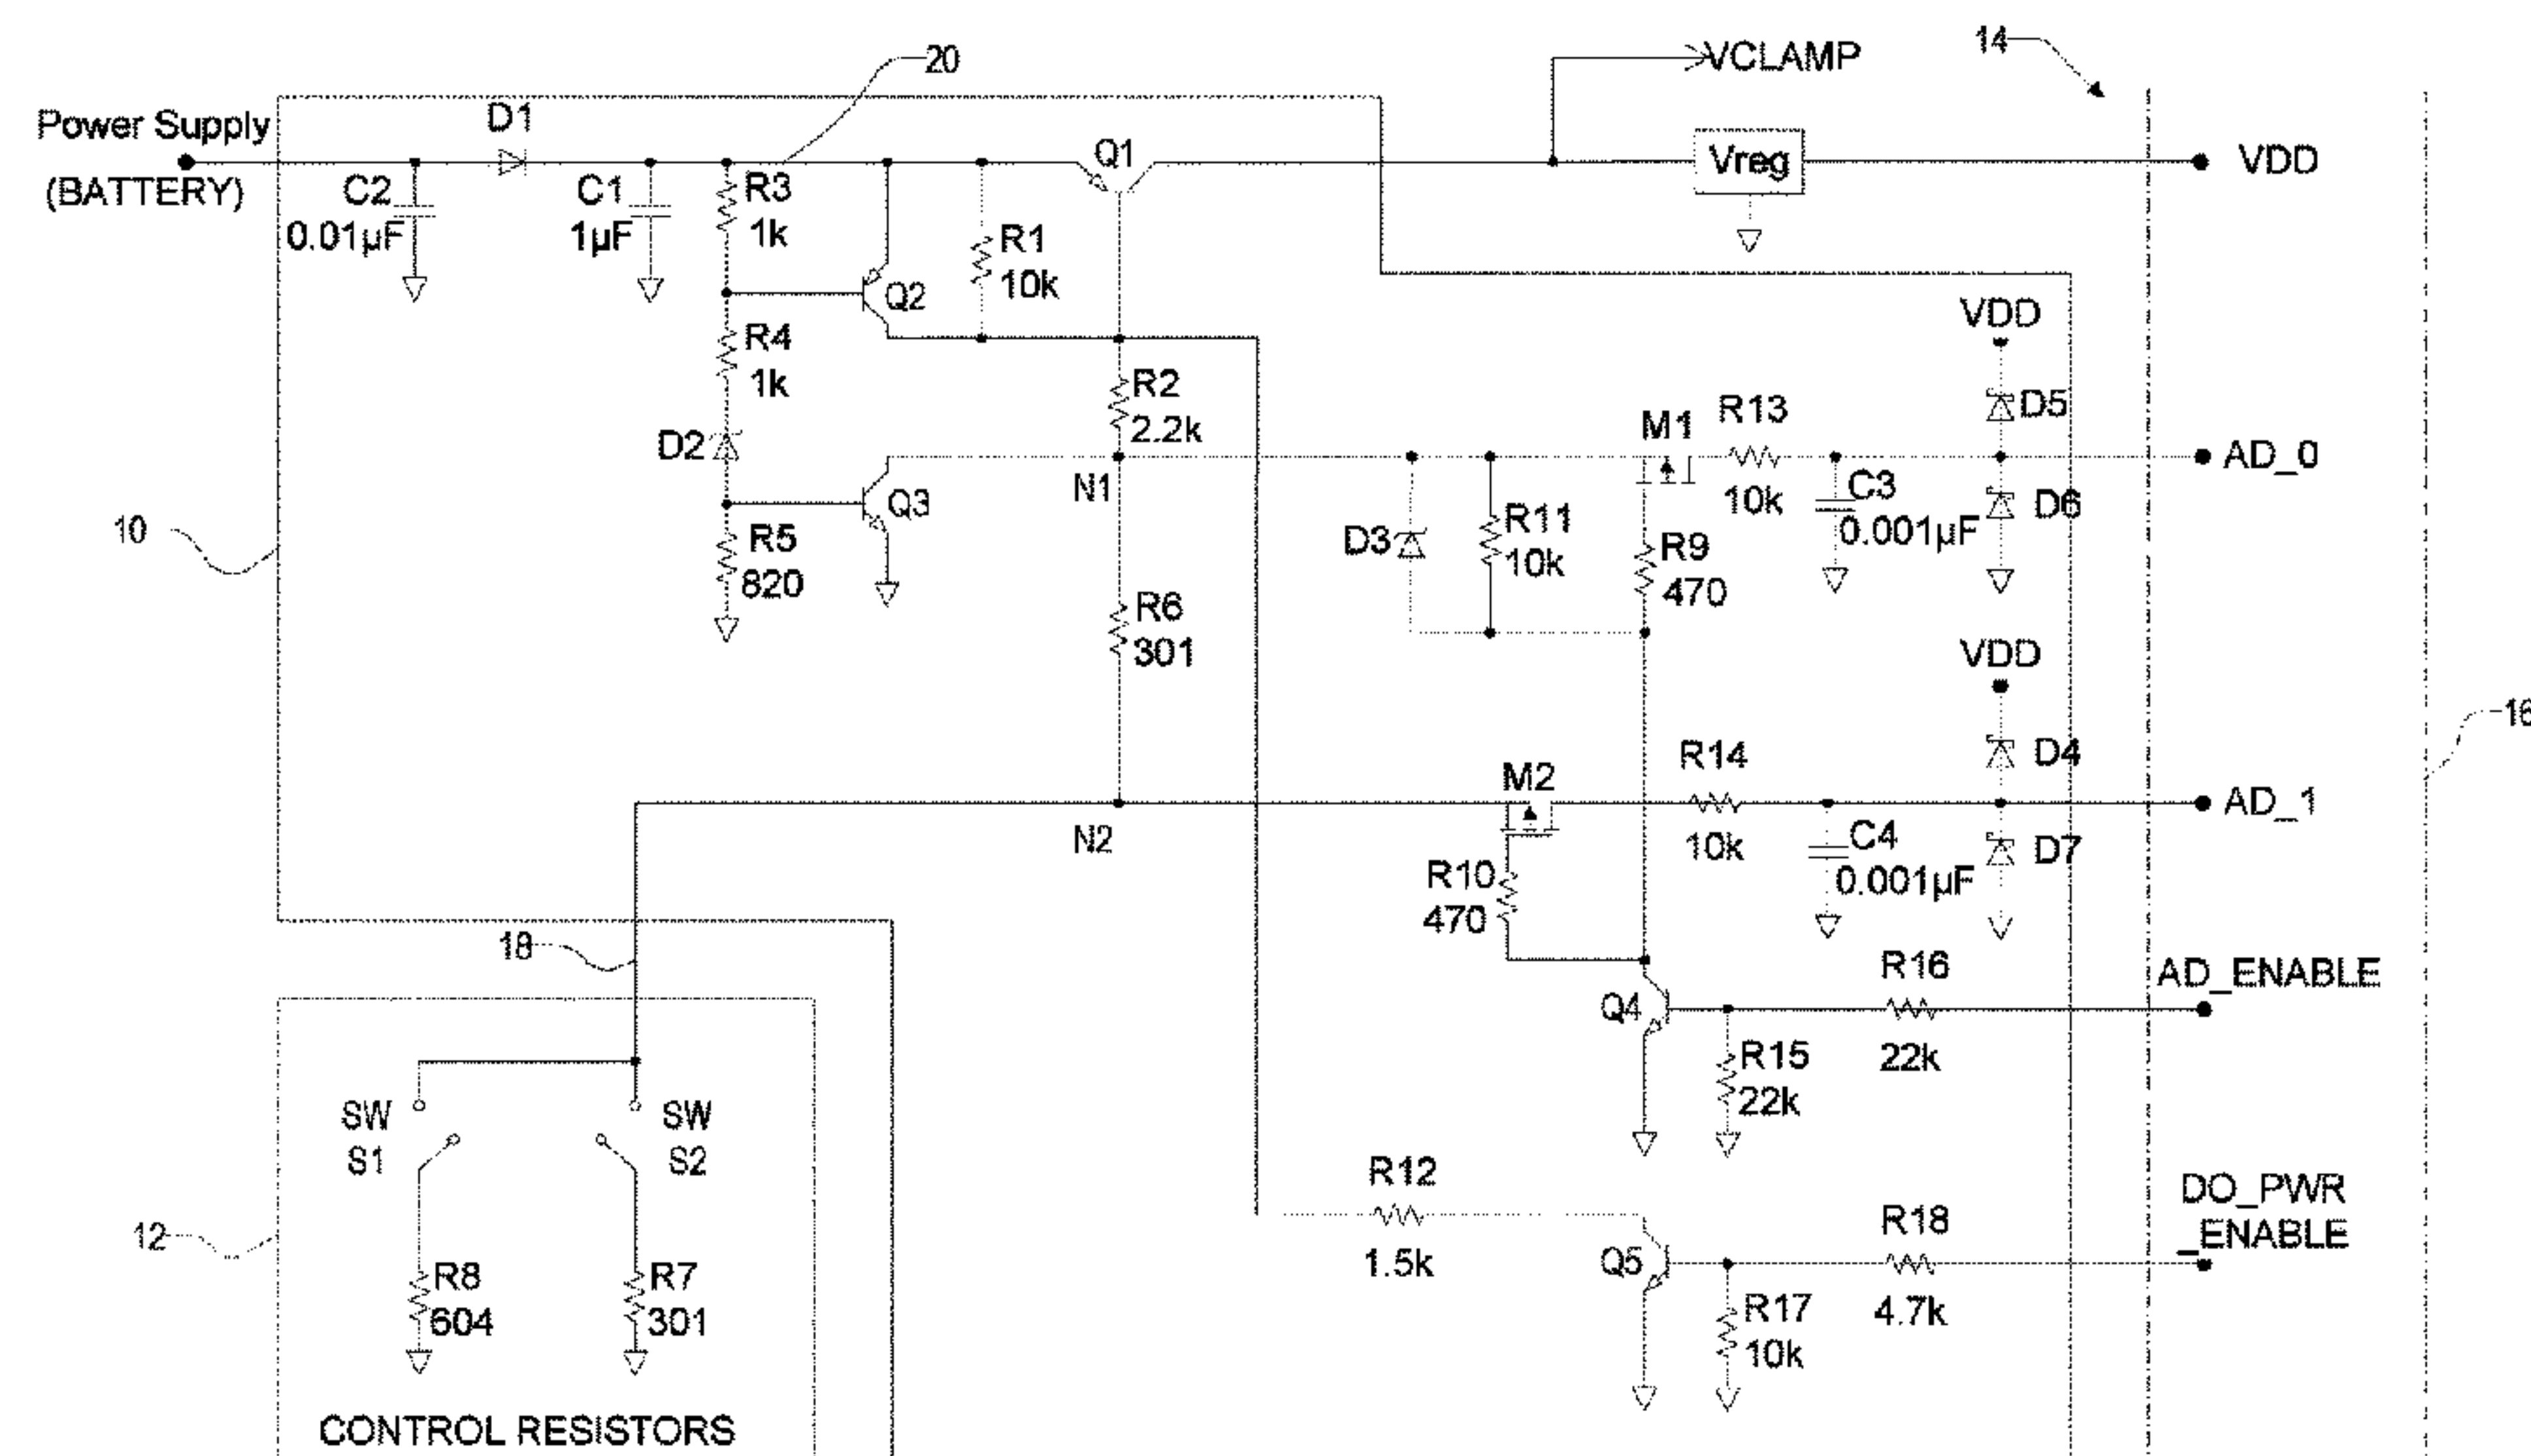 14
20
VCLAMP
Power Supply
(BATTERY)
D1
Q1
Vreg
VDD
C2
0.01µF
C1
1µF
R3
1k
R1
10k
Q2
R4
1k
VDD
R2
2.2k
D2
D5
M1
R13
10k
AD_0
N1
Q3
C3
0.001µF
D6
10
R5
820
D3
R11
10k
R9
470
R6
301
VDD
16
D4
M2
R14
10k
AD_1
N2
C4
0.001µF
D7
R10
470
18
R16
22k
AD_ENABLE
Q4
R15
22k
SW
S1
SW
S2
R12
1.5k
DO_PWR
_ENABLE
R18
4.7k
12
Q5
R8
604
R7
301
R17
10k
CONTROL RESISTORS